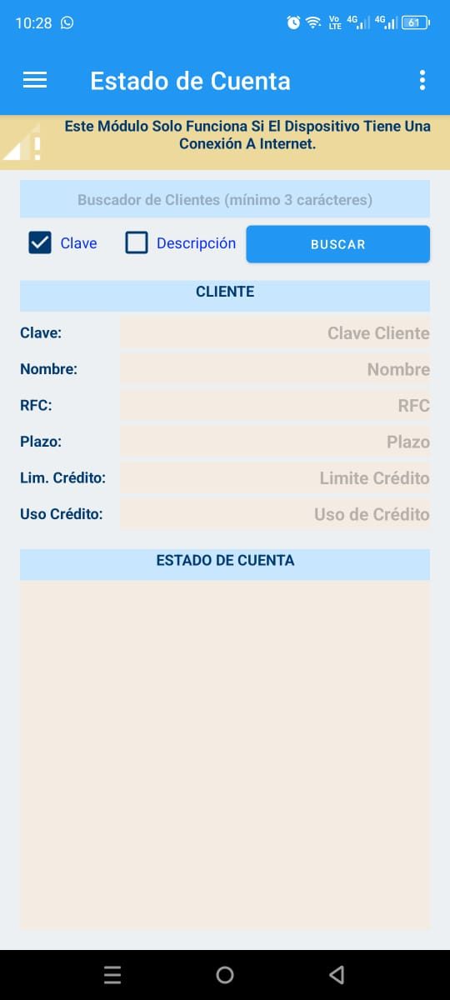 10:28
Vo LTE 4G 4G 61
Estado de Cuenta
Este Módulo Solo Funciona Si El Dispositivo Tiene Una
Conexión A Internet.
Buscador de Clientes (mínimo 3 carácteres)
Clave Descripción BUSCAR
CLIENTE
Clave: Clave Cliente
Nombre: Nombre
RFC: RFC
Plazo: Plazo
Lim. Crédito: Limite Crédito
Uso Crédito: Uso de Crédito
ESTADO DE CUENTA